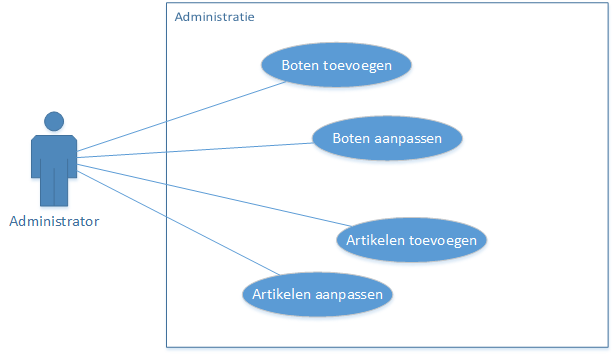 Administratie
Boten toevoegen
Boten aanpassen
Administrator
Artikelen toevoegen
Artikelen aanpassen